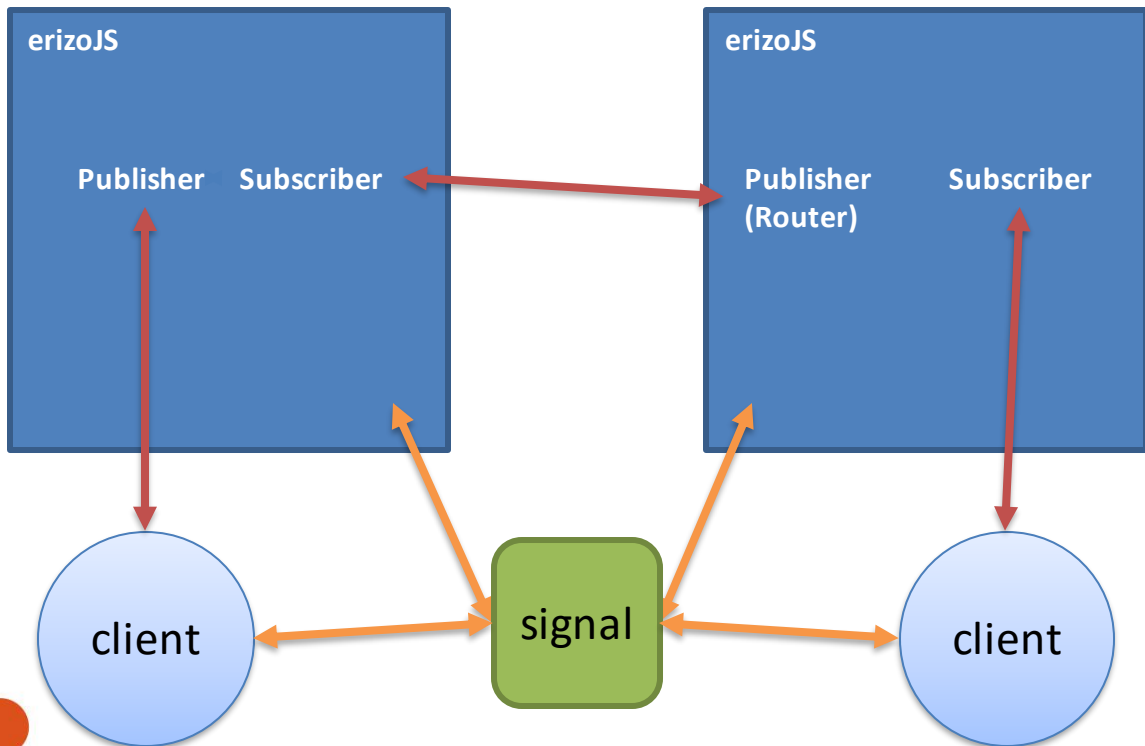 erizoJS
Publisher
Subscriber
erizoJS
Publisher
(Router)
Subscriber
client
signal
client